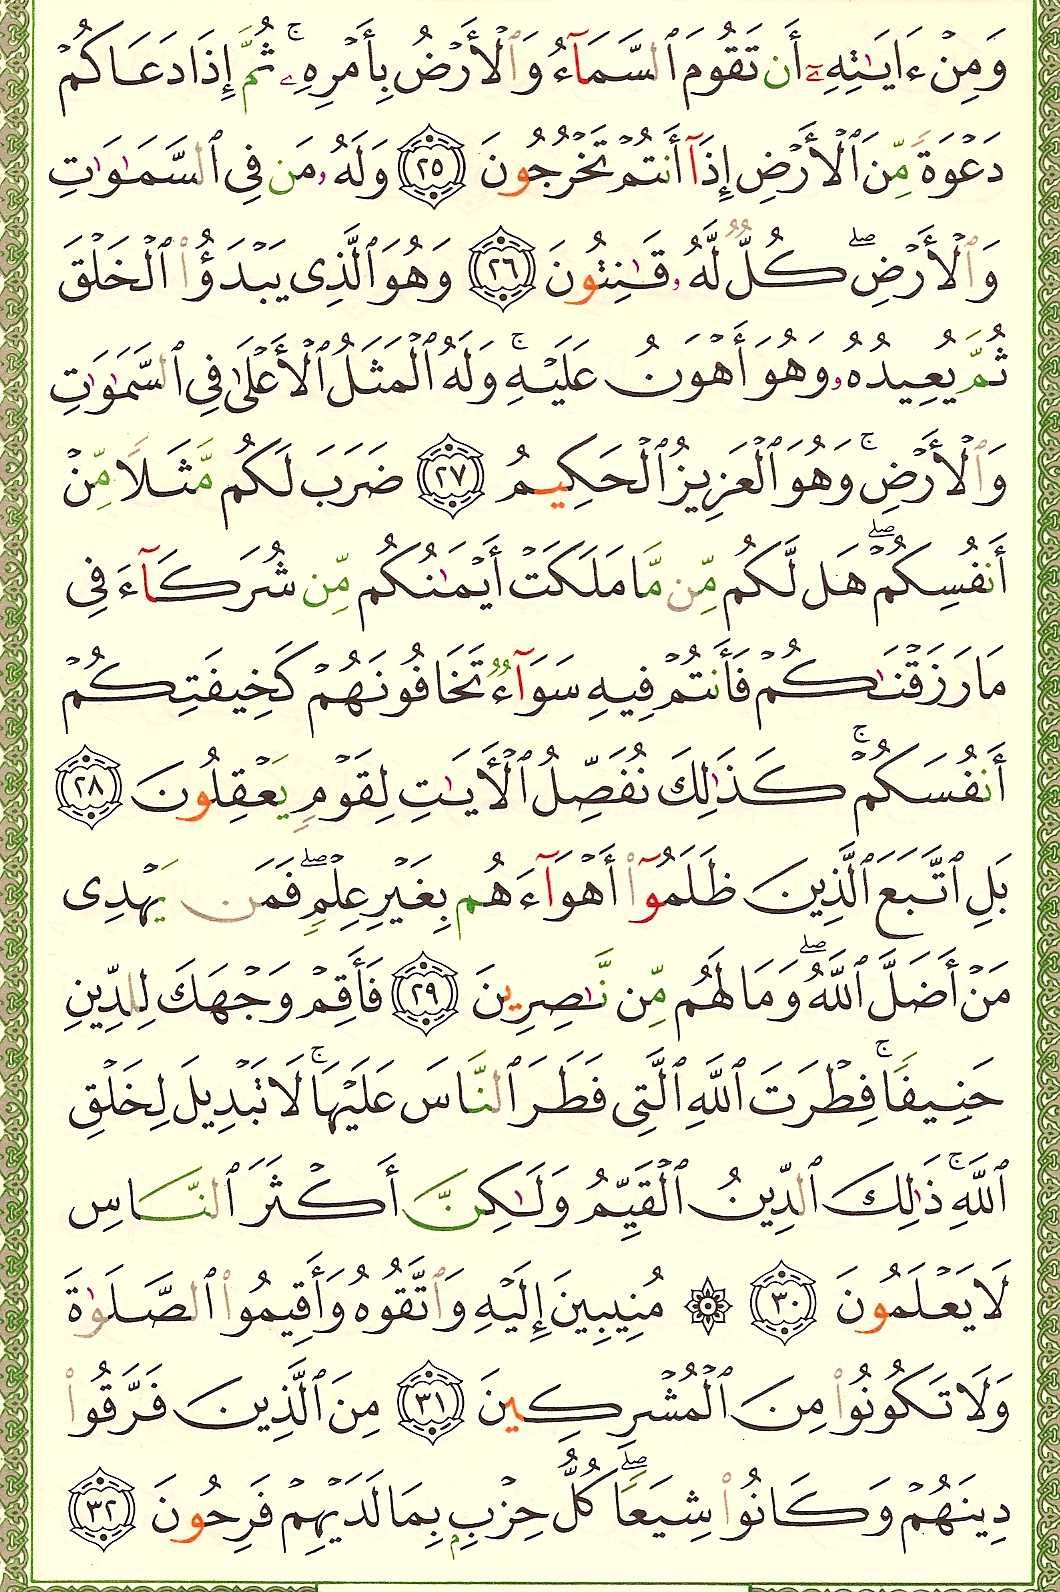 وَمِنْ ءَايَـٰتِهِۦٓ أَن تَقُومَ ٱلسَّمَآءُ وَٱلْأَرْضُ بِأَمْرِهِۦ ۚ ثُمَّ إِذَا دَعَاكُمْ
دَعْوَةً مِّنَ ٱلْأَرْضِ إِذَآ أَنتُمْ تَخْرُجُونَ ٢٥ وَلَهُۥ مَن فِى ٱلسَّمَـٰوَٰتِ
وَٱلْأَرْضِ ۖ كُلٌّ لَّهُۥ قَـٰنِتُونَ ٢٦ وَهُوَ ٱلَّذِى يَبْدَؤُا۟ ٱلْخَلْقَ
ثُمَّ يُعِيدُهُۥ وَهُوَ أَهْوَنُ عَلَيْهِ ۚ وَلَهُ ٱلْمَثَلُ ٱلْأَعْلَىٰ فِى ٱلسَّمَـٰوَٰتِ
وَٱلْأَرْضِ ۚ وَهُوَ ٱلْعَزِيزُ ٱلْحَكِيمُ ٢٧ ضَرَبَ لَكُم مَّثَلًا مِّنْ
أَنفُسِكُمْ ۖ هَل لَّكُم مِّن مَّا مَلَكَتْ أَيْمَـٰنُكُم مِّن شُرَكَآءَ فِى
مَا رَزَقْنَـٰكُمْ فَأَنتُمْ فِيهِ سَوَآءٌ تَخَافُونَهُمْ كَخِيفَتِكُمْ
أَنفُسَكُمْ ۚ كَذَٰلِكَ نُفَصِّلُ ٱلْأَيَـٰتِ لِقَوْمٍ يَعْقِلُونَ ٢٨
بَلِ ٱتَّبَعَ ٱلَّذِينَ ظَلَمُوٓا۟ أَهْوَآءَهُم بِغَيْرِ عِلْمٍ ۖ فَمَن يَهْدِى
مَنْ أَضَلَّ ٱللَّهُ ۖ وَمَا لَهُم مِّن نَّـٰصِرِينَ ٢٩ فَأَقِمْ وَجْهَكَ لِلدِّينِ
حَنِيفًا ۚ فِطْرَتَ ٱللَّهِ ٱلَّتِى فَطَرَ ٱلنَّاسَ عَلَيْهَا ۚ لَا تَبْدِيلَ لِخَلْقِ
ٱللَّهِ ۚ ذَٰلِكَ ٱلدِّينُ ٱلْقَيِّمُ وَلَـٰكِنَّ أَكْثَرَ ٱلنَّاسِ
لَا يَعْلَمُونَ ٣٠ ۞ مُنِيبِينَ إِلَيْهِ وَٱتَّقُوهُ وَأَقِيمُوا۟ ٱلصَّلَوٰةَ
وَلَا تَكُونُوا۟ مِنَ ٱلْمُشْرِكِينَ ٣١ مِنَ ٱلَّذِينَ فَرَّقُوا۟
دِينَهُمْ وَكَانُوا۟ شِيَعًا ۖ كُلُّ حِزْبٍۭ بِمَا لَدَيْهِمْ فَرِحُونَ ٣٢